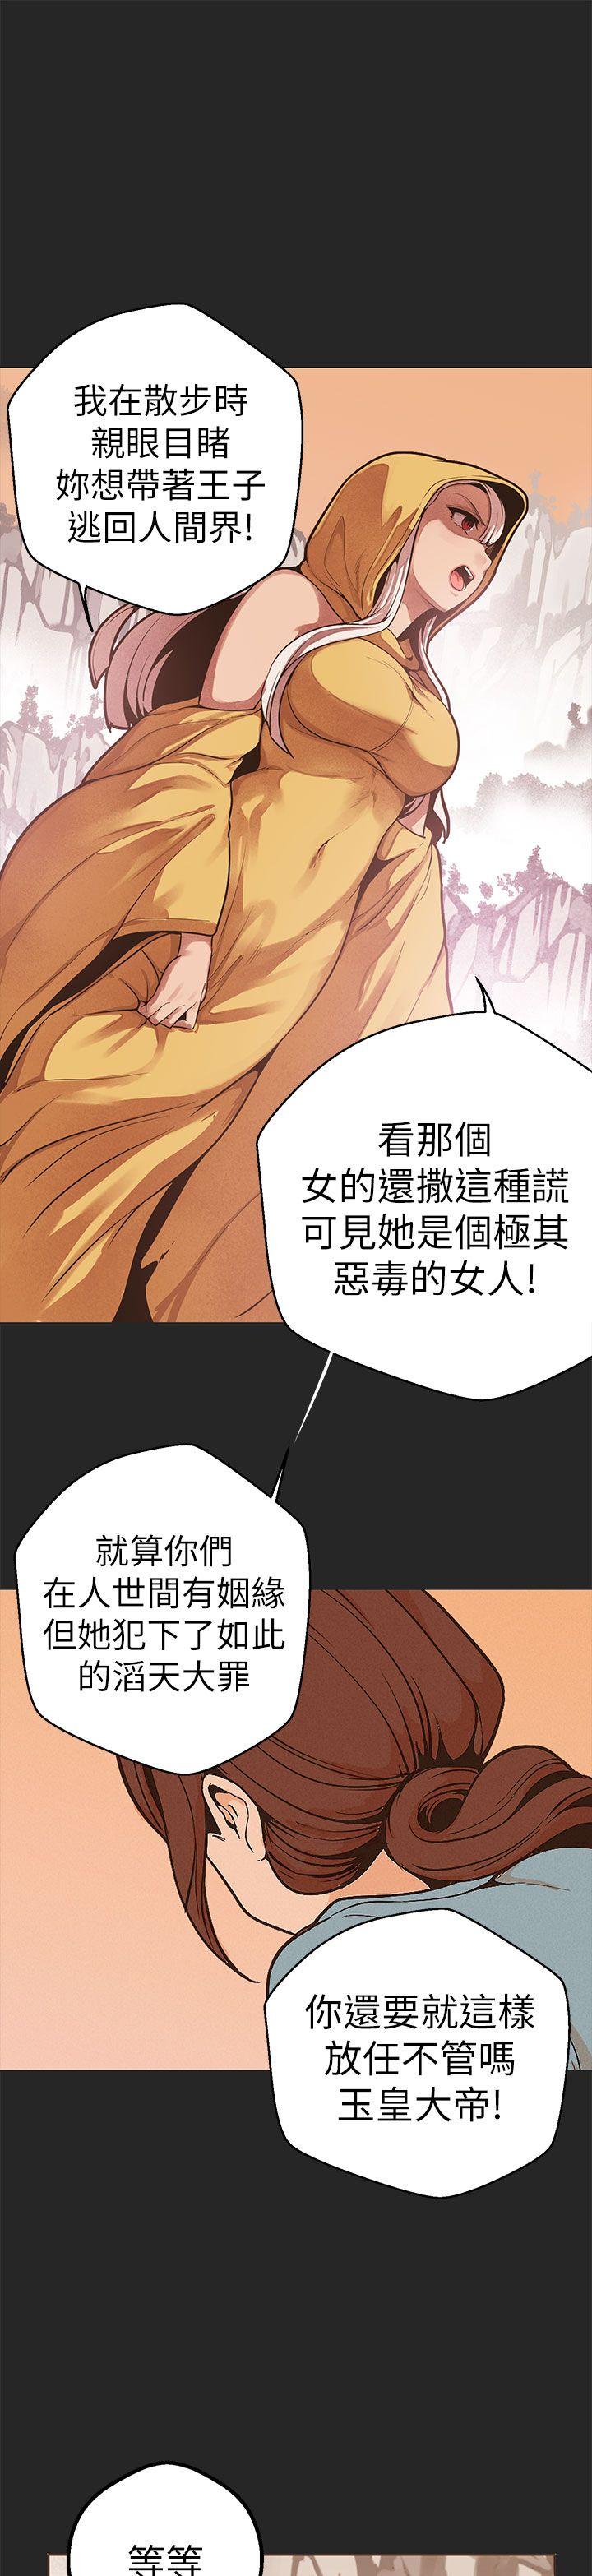 我在散步時
親眼目睹
妳想帶著王子
逃回人間界!
看那個
女的還撒這種謊
可見她是個極其
惡毒的女人!
就算你們
在人世間有姻緣
但她犯下了如此
的滔天大罪
你還要就這樣
放任不管嗎
玉皇大帝!
等等